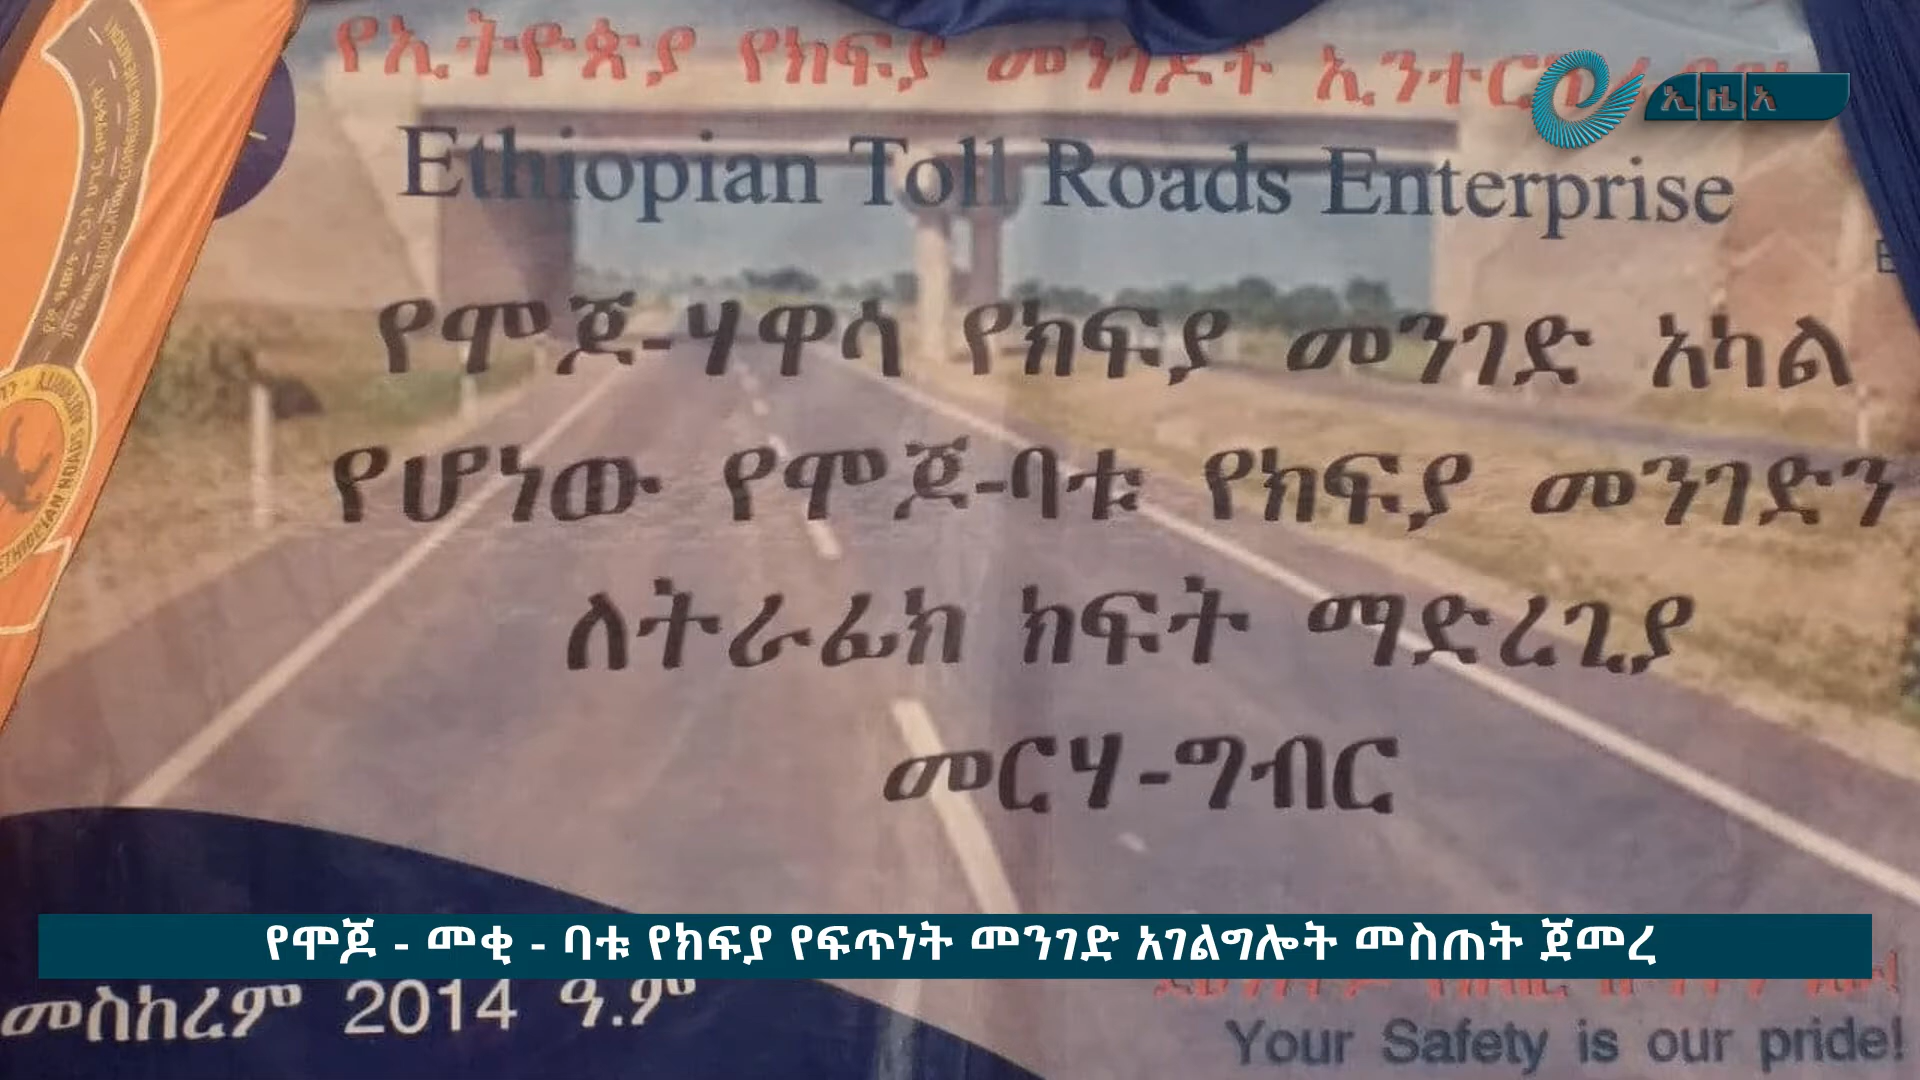 የኢትዮጵያ የክፍያ መንገዶች
ኢዜአ
Ethiopian Toll Roads Enterprise
የሞጆ-ሃዋሳ የክፍያ መንገድ አካል
የሆነው የሞጆ-ባቱ የክፍያ መንገድን
ለትራፊክ ክፍት ማድረጊያ
መርሃ-ግብር
የሞጆ - መቂ - ባቱ የክፍያ የፍጥነት መንገድ አገልግሎት መስጠት ጀመረ
መስከረም 2014 ዓ.ም
Your Safety is our pride!
ETHIOPIAN ROADS